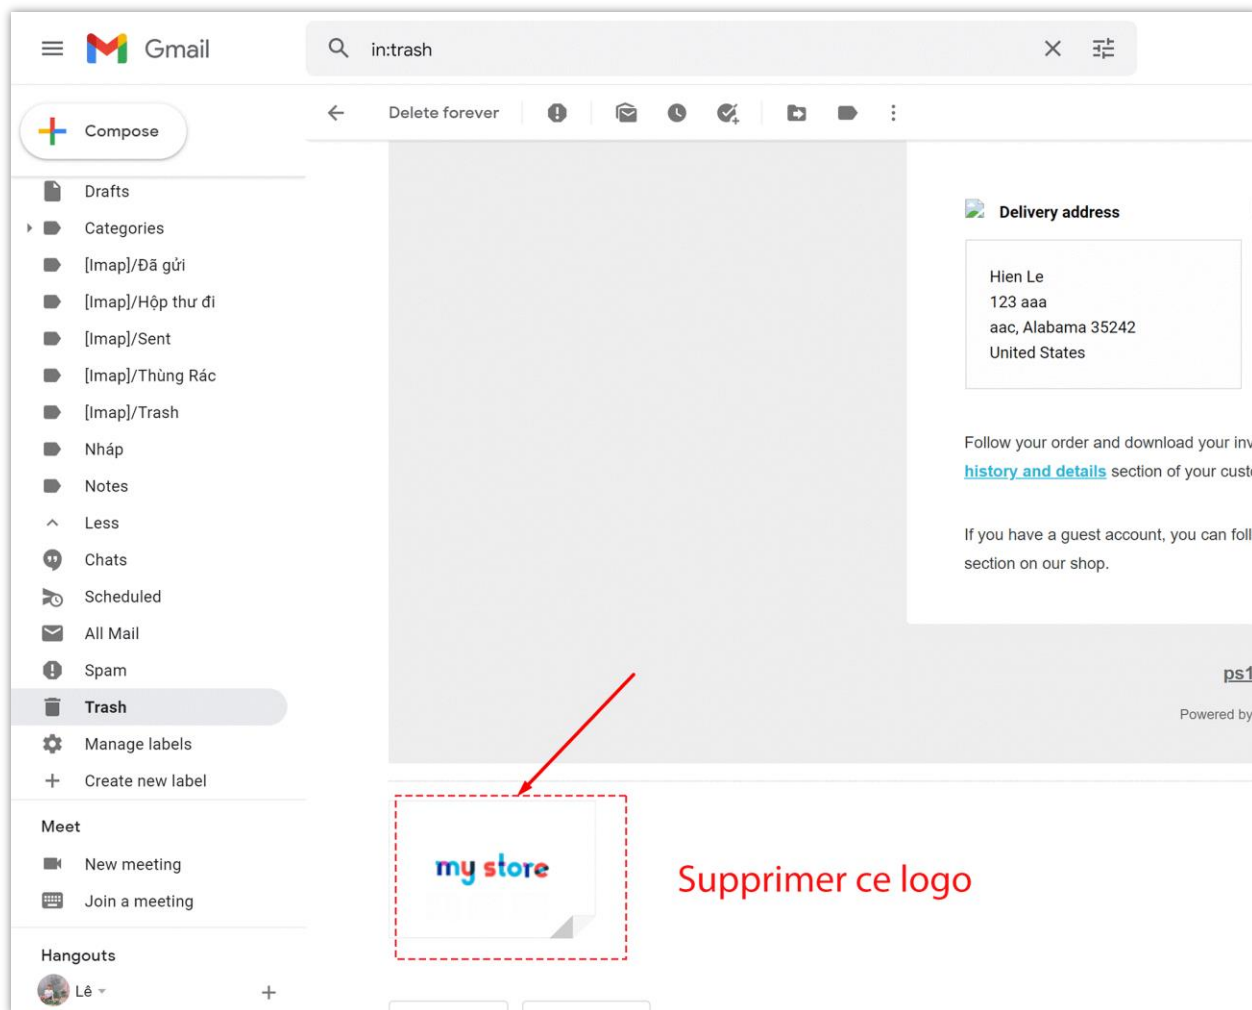 Gmail
in:trash
Compose
Delete forever
Drafts
Categories
[Imap]/Đã gửi
[Imap]/Hộp thư đi
[Imap]/Sent
[Imap]/Thùng Rác
[Imap]/Trash
Nháp
Notes
Less
Chats
Scheduled
All Mail
Spam
Trash
Manage labels
Create new label
Meet
New meeting
Join a meeting
Hangouts
Lê
Delivery address
Hien Le
123 aaa
aac, Alabama 35242
United States
Follow your order and download your inv
history and details section of your cust
If you have a guest account, you can foll
section on our shop.
ps1
Powered by
my store
Supprimer ce logo